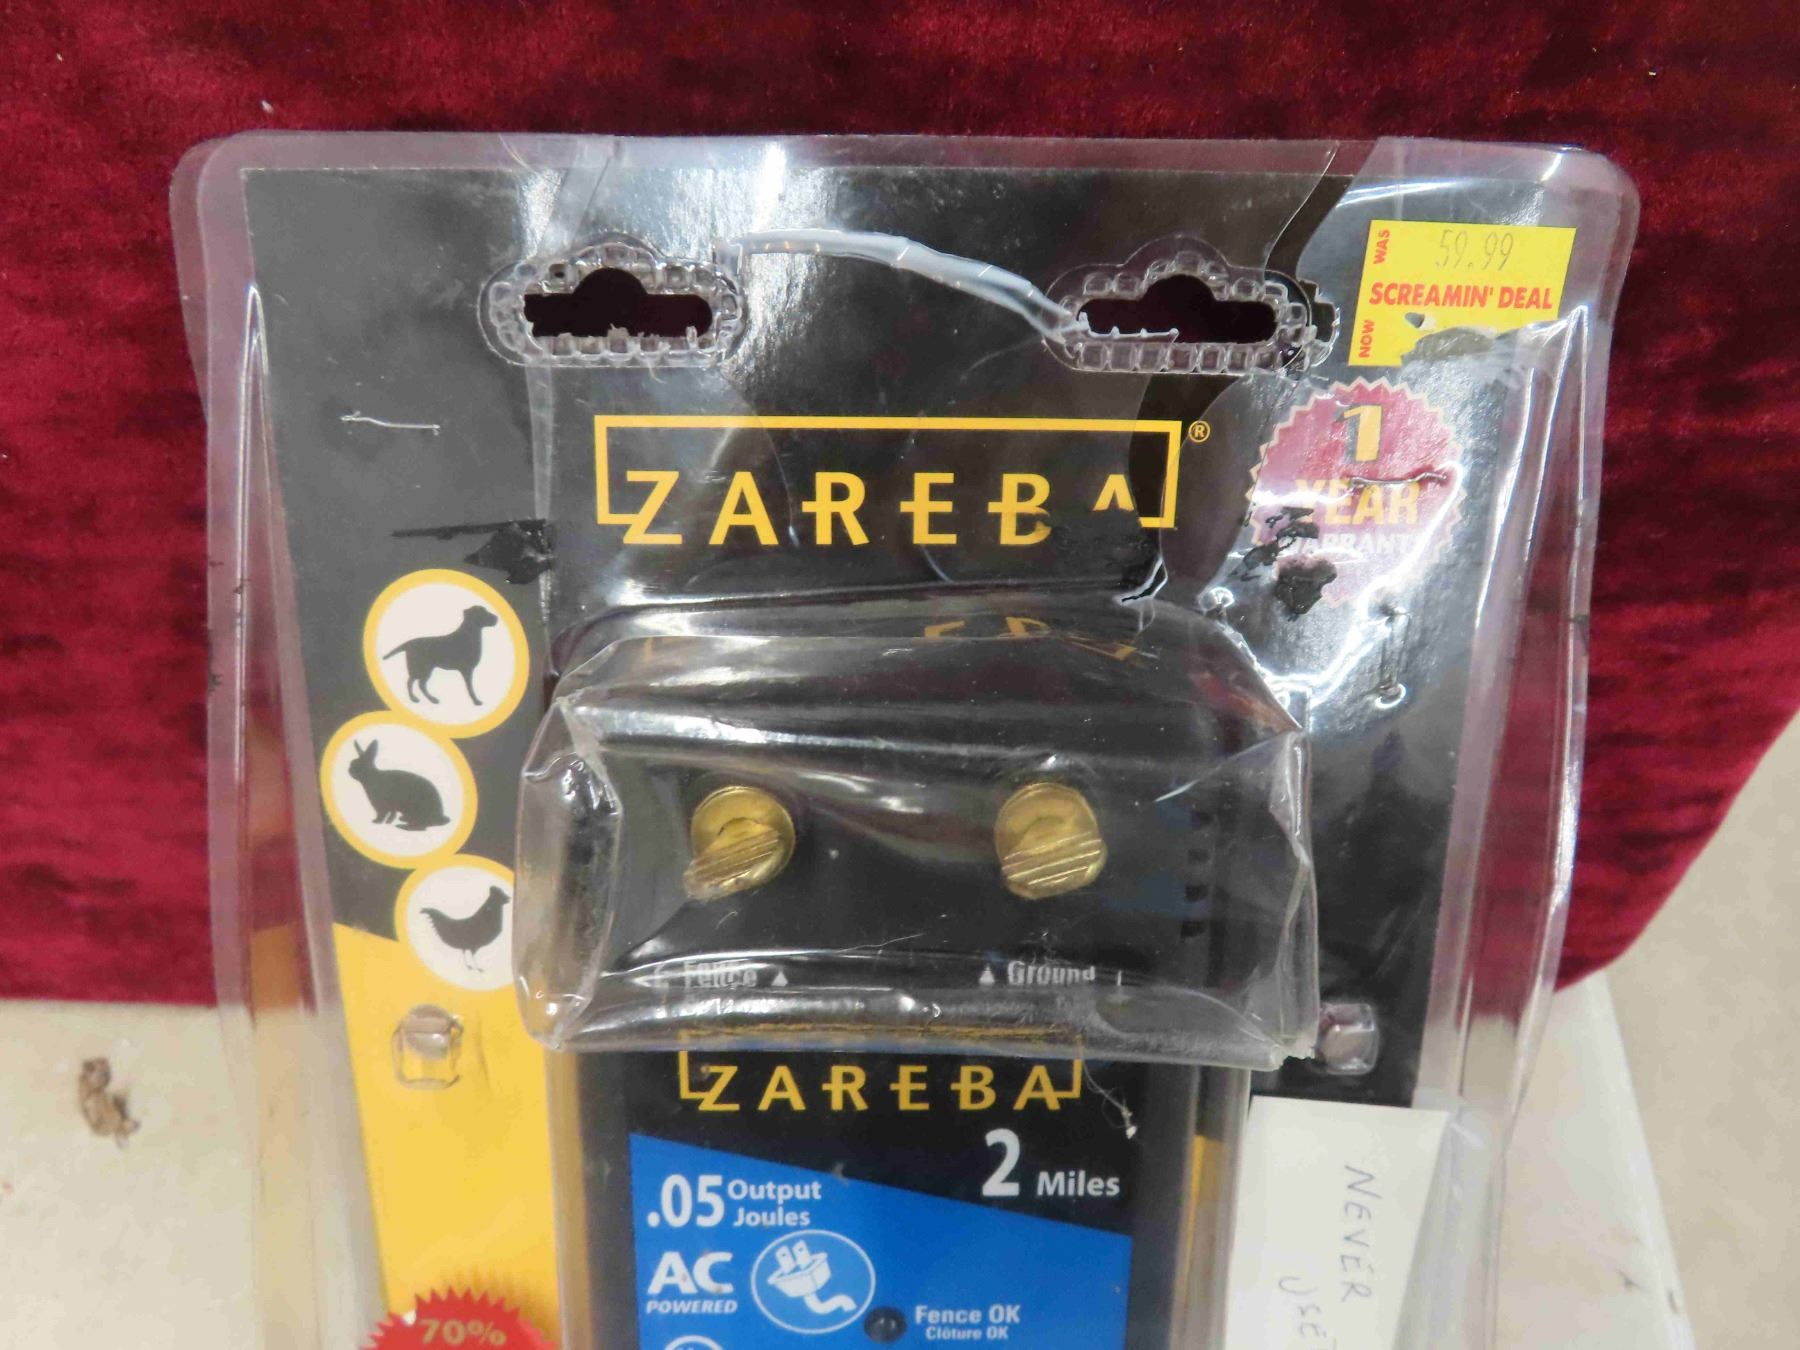 WAS 59.99
SCREAMIN' DEAL
NOW
ZAREBA®
1
YEAR
WARRANTY
Fence
Ground
ZAREBA
2 Miles
.05 Output
Joules
AC
POWERED
Fence OK
Clôture OK
70%
NEVER